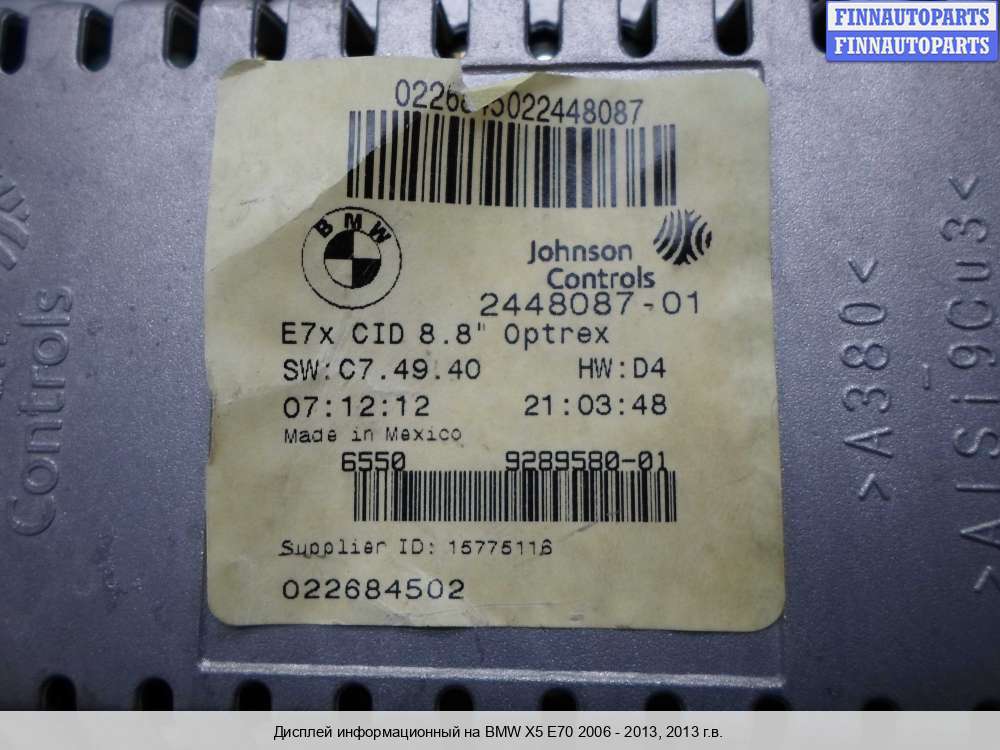 FINNAUTOPARTS
FINNAUTOPARTS
0226845022448087
BMW
Johnson
Controls
2448087-01
E7x CID 8.8" Optrex
SW:C7.49.40 HW:D4
07:12:12 21:03:48
Made in Mexico
6550 9289580-01
Supplier ID: 15775116
022684502
Controls
>A380<
>AlSi9Cu3<
Дисплей информационный на BMW X5 E70 2006 - 2013, 2013 г.в.